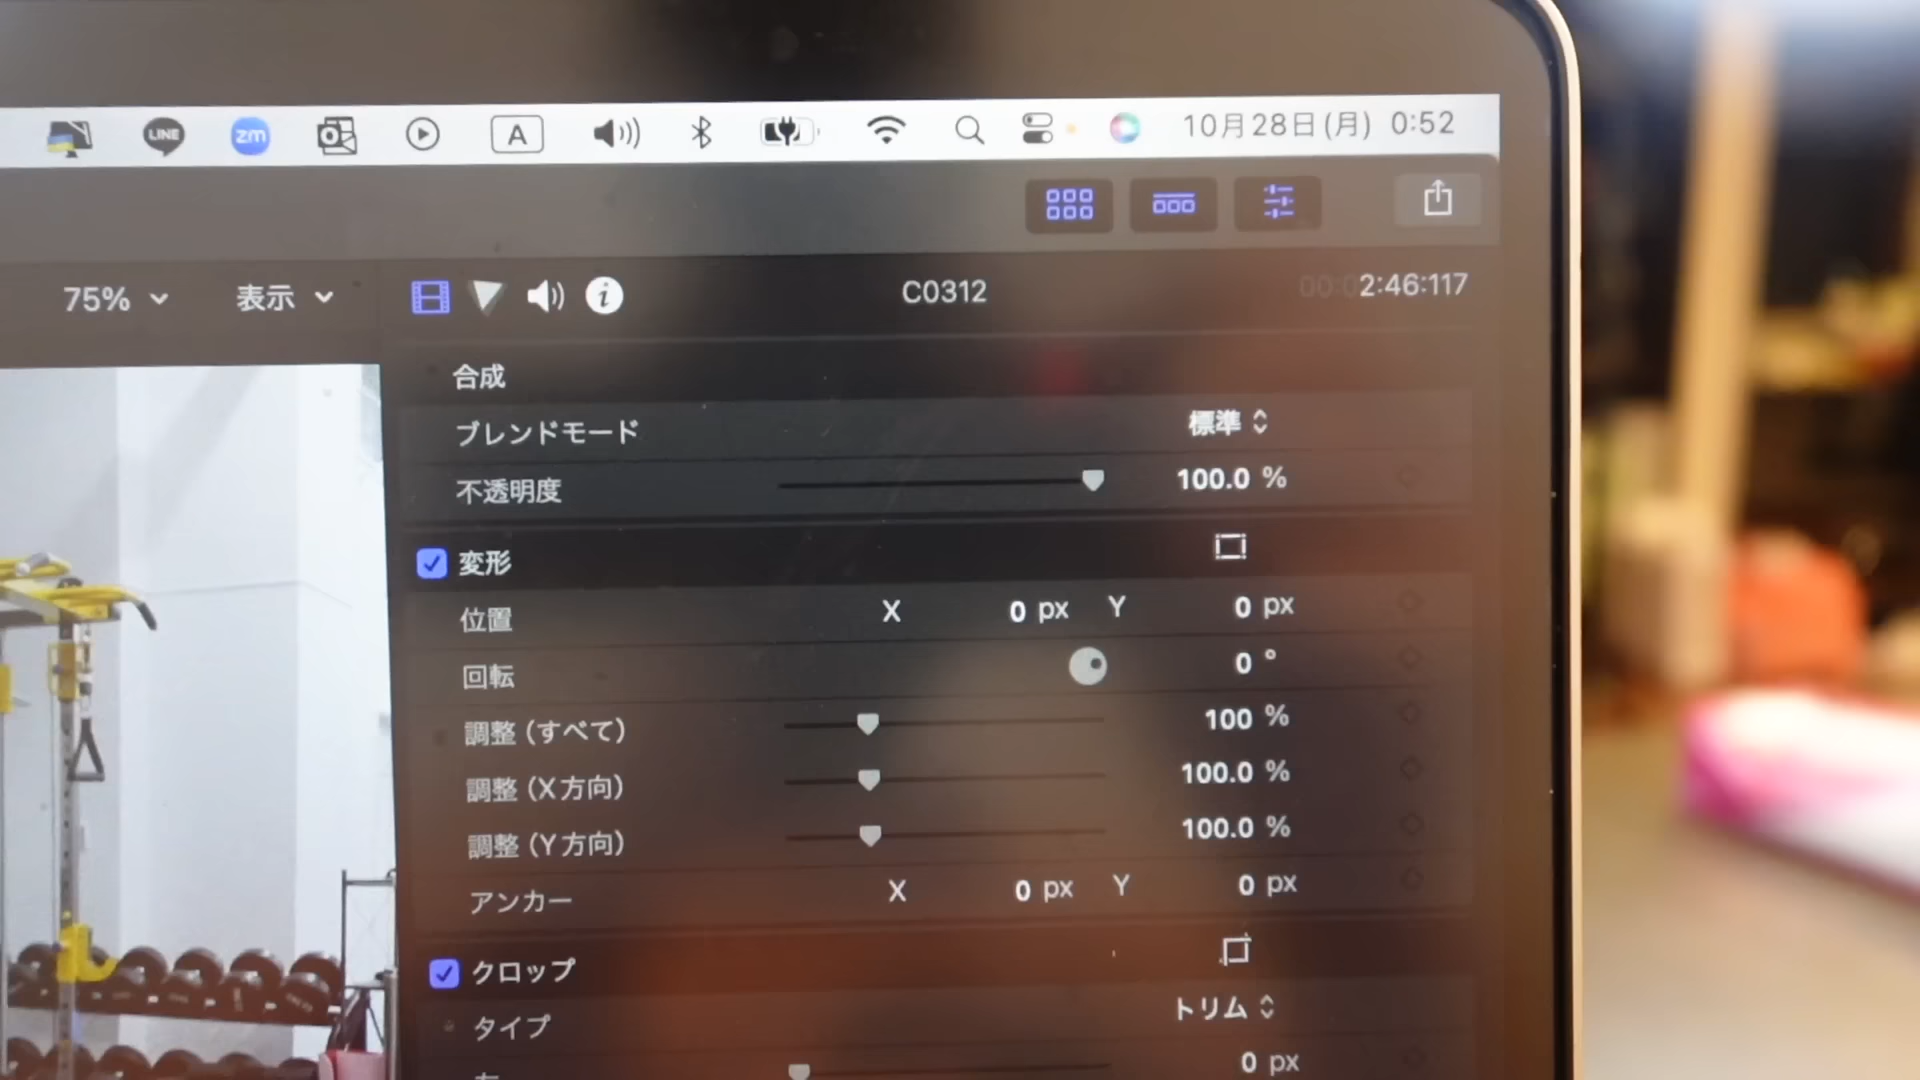 LINE zm O A 10月28日(月) 0:52
75% 表示 C0312 00:02:46:117
合成
ブレンドモード 標準
不透明度 100.0 %
変形
位置 X 0 px Y 0 px
回転 0 °
調整 (すべて) 100 %
調整 (X方向) 100.0 %
調整 (Y方向) 100.0 %
アンカー X 0 px Y 0 px
クロップ
タイプ トリム
0 px